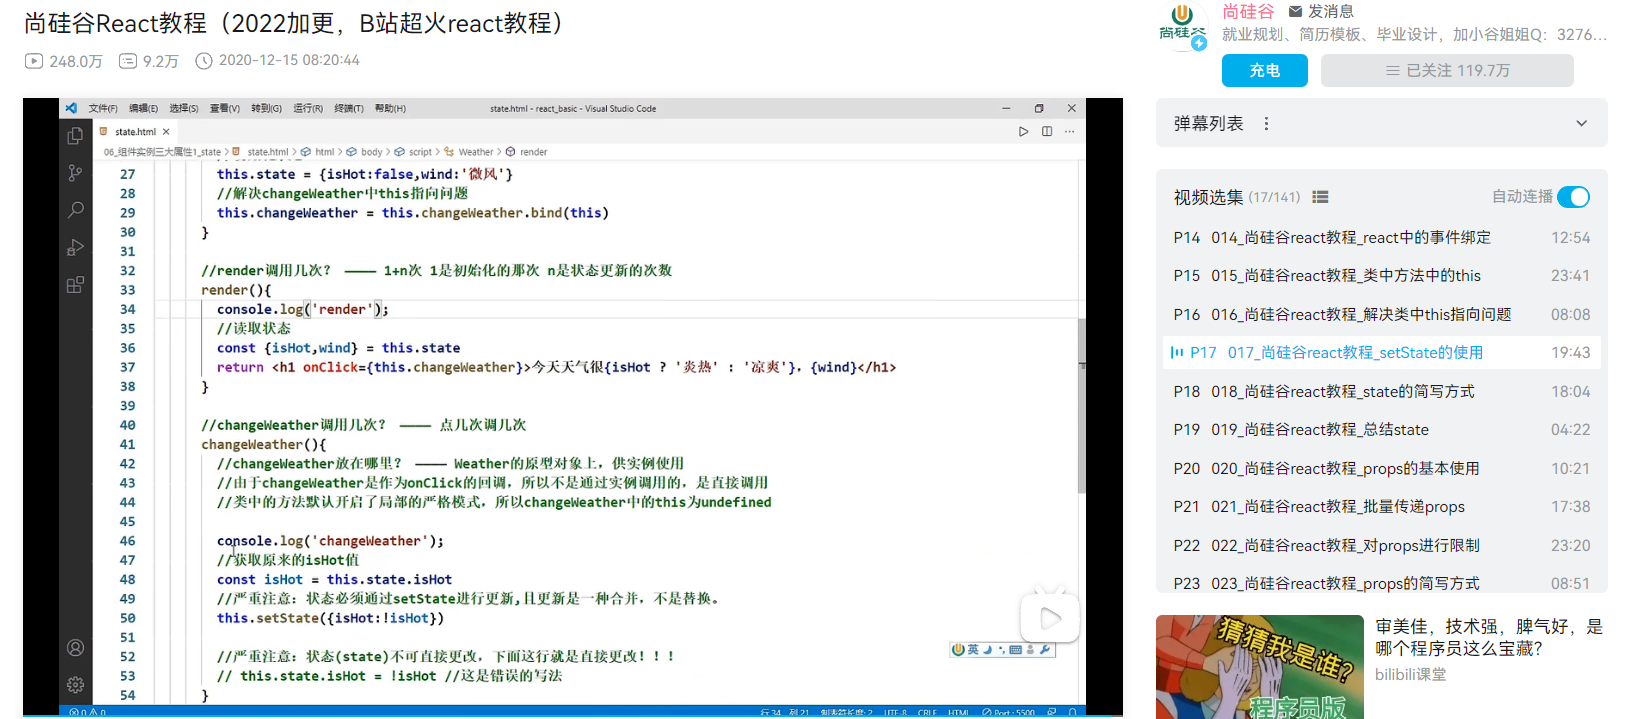 尚硅谷React教程（2022加更，B站超火react教程）
248.0万 9.2万 2020-12-15 08:20:44
文件(F) 编辑(E) 选择(S) 查看(V) 转到(G) 运行(R) 终端(T) 帮助(H) state.html - react_basic - Visual Studio Code
state.html
06_组件实例三大属性1_state > state.html > html > body > script > Weather > render
27 this.state = {isHot:false,wind:'微风'}
28 //解决changeWeather中this指向问题
29 this.changeWeather = this.changeWeather.bind(this)
30 }
31
32 //render调用几次？ ———— 1+n次 1是初始化的那次 n是状态更新的次数
33 render(){
34 console.log('render');
35 //读取状态
36 const {isHot,wind} = this.state
37 return <h1 onClick={this.changeWeather}>今天天气很{isHot ? '炎热' : '凉爽'}，{wind}</h1>
38 }
39
40 //changeWeather调用几次？ ———— 点几次调几次
41 changeWeather(){
42 //changeWeather放在哪里？ ———— Weather的原型对象上，供实例使用
43 //由于changeWeather是作为onClick的回调，所以不是通过实例调用的，是直接调用
44 //类中的方法默认开启了局部的严格模式，所以changeWeather中的this为undefined
45
46 console.log('changeWeather');
47 //获取原来的isHot值
48 const isHot = this.state.isHot
49 //严重注意：状态必须通过setState进行更新,且更新是一种合并，不是替换。
50 this.setState({isHot:!isHot})
51
52 //严重注意：状态(state)不可直接更改，下面这行就是直接更改！！！
53 // this.state.isHot = !isHot //这是错误的写法
54 }
英
0 0 行 34，列 21 制表符长度: 2 UTF-8 CRLF HTML Port : 5500
尚硅谷
尚硅谷 发消息
就业规划、简历模板、毕业设计，加小谷姐姐Q：3276...
充电 已关注 119.7万
弹幕列表
视频选集 (17/141) 自动连播
P14 014_尚硅谷react教程_react中的事件绑定 12:54
P15 015_尚硅谷react教程_类中方法中的this 23:41
P16 016_尚硅谷react教程_解决类中this指向问题 08:08
P17 017_尚硅谷react教程_setState的使用 19:43
P18 018_尚硅谷react教程_state的简写方式 18:04
P19 019_尚硅谷react教程_总结state 04:22
P20 020_尚硅谷react教程_props的基本使用 10:21
P21 021_尚硅谷react教程_批量传递props 17:38
P22 022_尚硅谷react教程_对props进行限制 23:20
P23 023_尚硅谷react教程_props的简写方式 08:51
猜猜我是谁?
程序员版
审美佳，技术强，脾气好，是
哪个程序员这么宝藏？
bilibili课堂